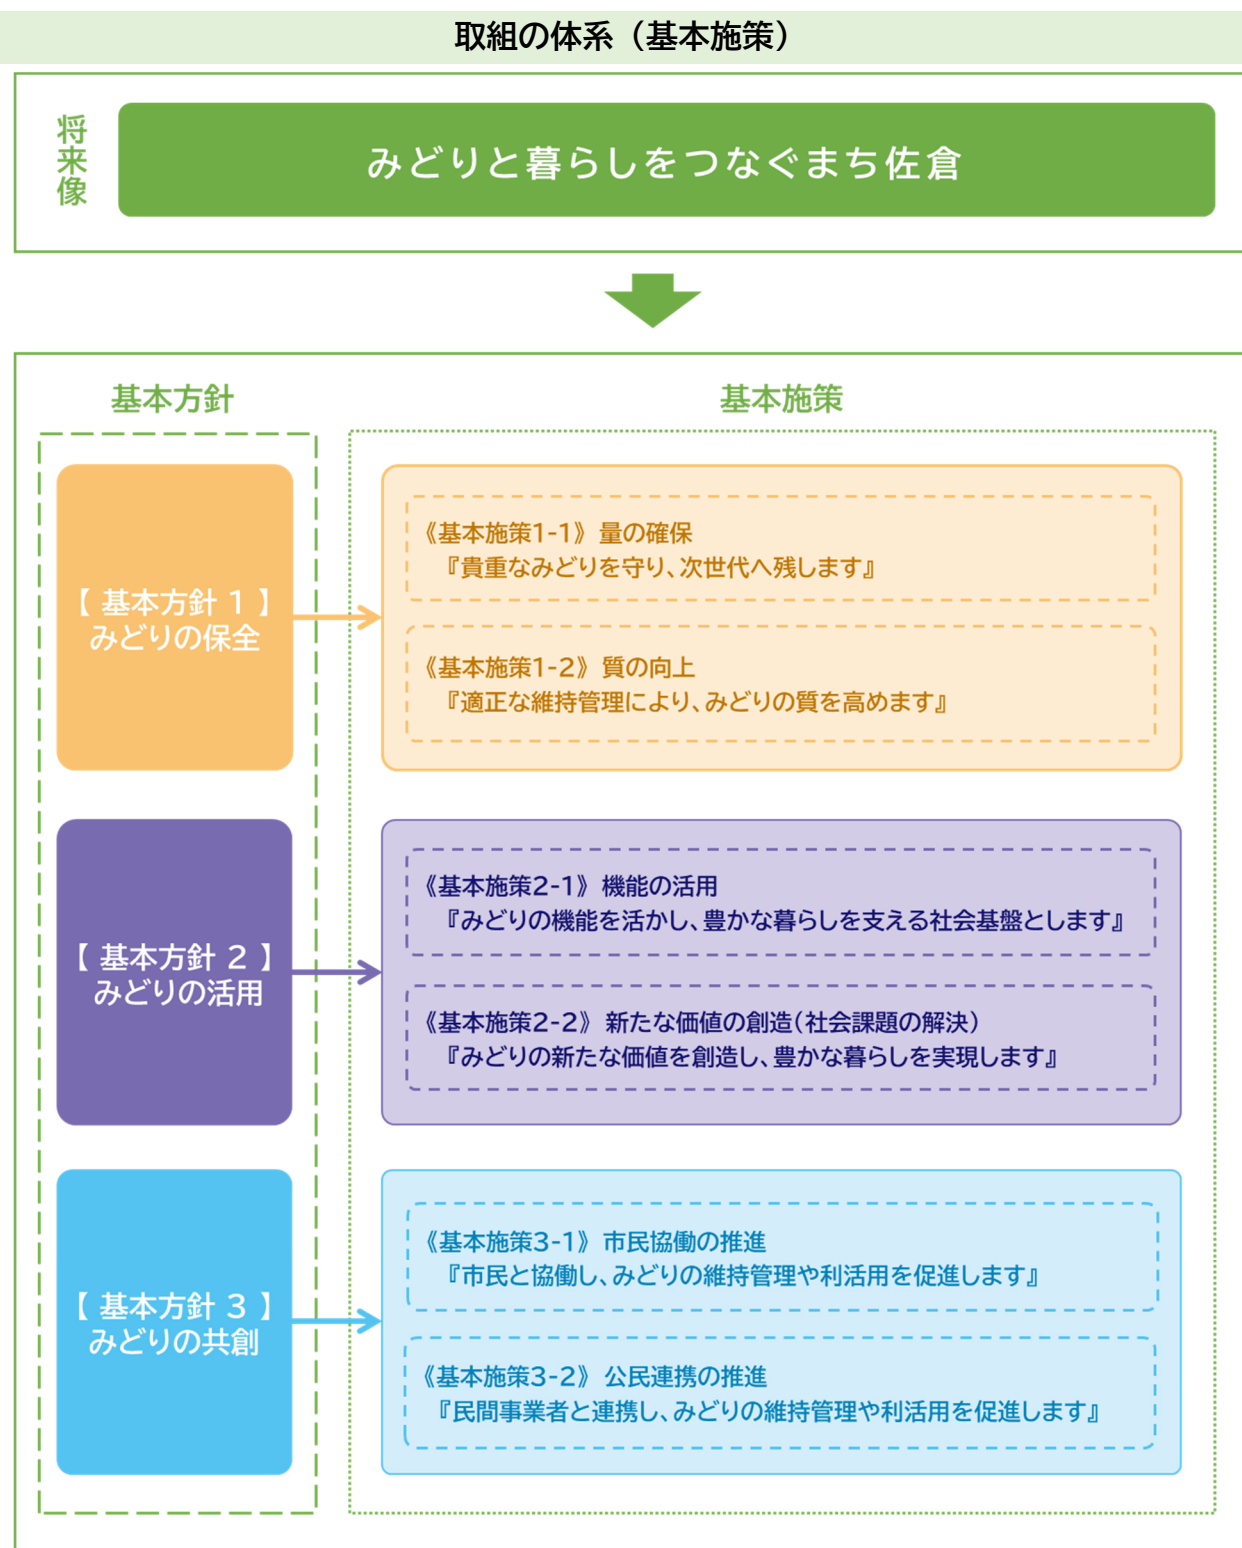 取組の体系（基本施策）
将来像
みどりと暮らしをつなぐまち佐倉
基本方針
基本施策
【 基本方針 1 】
みどりの保全
《基本施策1-1》 量の確保
『貴重なみどりを守り、次世代へ残します』
《基本施策1-2》 質の向上
『適正な維持管理により、みどりの質を高めます』
【 基本方針 2 】
みどりの活用
《基本施策2-1》 機能の活用
『みどりの機能を活かし、豊かな暮らしを支える社会基盤とします』
《基本施策2-2》 新たな価値の創造（社会課題の解決）
『みどりの新たな価値を創造し、豊かな暮らしを実現します』
【 基本方針 3 】
みどりの共創
《基本施策3-1》 市民協働の推進
『市民と協働し、みどりの維持管理や利活用を促進します』
《基本施策3-2》 公民連携の推進
『民間事業者と連携し、みどりの維持管理や利活用を促進します』